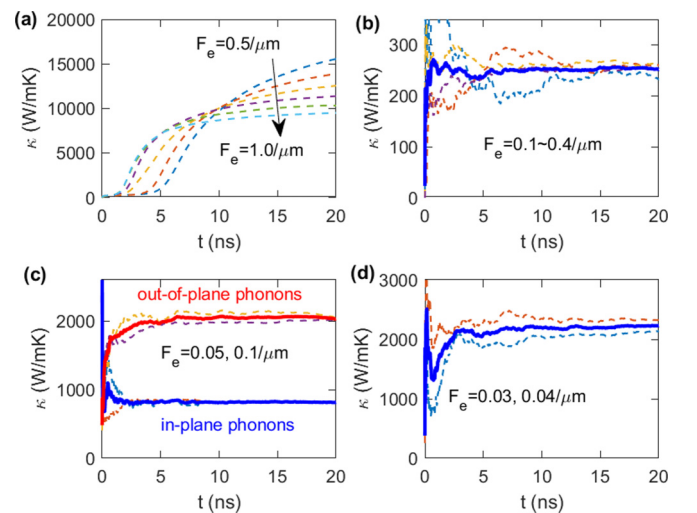 (a)
F_e=0.5/μm
F_e=1.0/μm
κ (W/mK)
20000
15000
10000
5000
0
0 5 10 15 20
t (ns)
(b)
F_e=0.1~0.4/μm
κ (W/mK)
300
200
100
0
0 5 10 15 20
t (ns)
(c)
out-of-plane phonons
F_e=0.05, 0.1/μm
in-plane phonons
κ (W/mK)
2000
1000
0
0 5 10 15 20
t (ns)
(d)
F_e=0.03, 0.04/μm
κ (W/mK)
3000
2000
1000
0
0 5 10 15 20
t (ns)